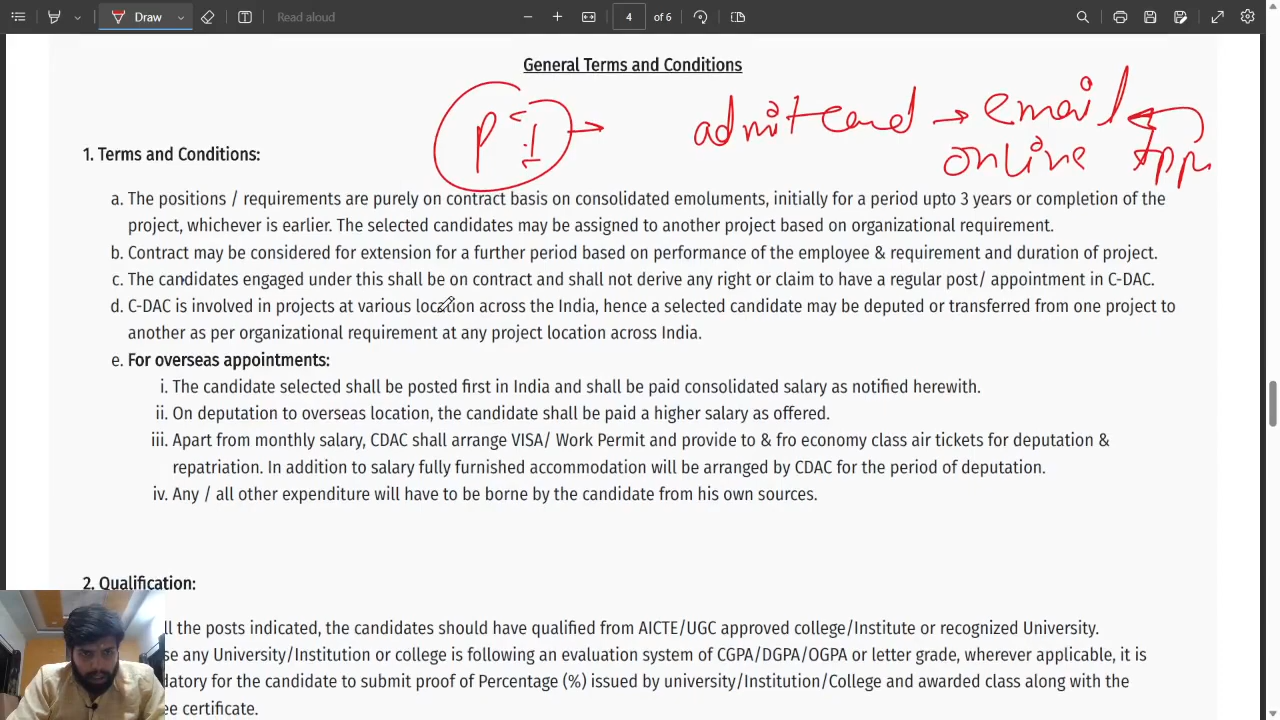 Draw
Read aloud
4 of 6
General Terms and Conditions
P I → admit card → email
online App
1. Terms and Conditions:
a. The positions / requirements are purely on contract basis on consolidated emoluments, initially for a period upto 3 years or completion of the
project, whichever is earlier. The selected candidates may be assigned to another project based on organizational requirement.
b. Contract may be considered for extension for a further period based on performance of the employee & requirement and duration of project.
c. The candidates engaged under this shall be on contract and shall not derive any right or claim to have a regular post/ appointment in C-DAC.
d. C-DAC is involved in projects at various location across the India, hence a selected candidate may be deputed or transferred from one project to
another as per organizational requirement at any project location across India.
e. For overseas appointments:
i. The candidate selected shall be posted first in India and shall be paid consolidated salary as notified herewith.
ii. On deputation to overseas location, the candidate shall be paid a higher salary as offered.
iii. Apart from monthly salary, CDAC shall arrange VISA/ Work Permit and provide to & fro economy class air tickets for deputation &
repatriation. In addition to salary fully furnished accommodation will be arranged by CDAC for the period of deputation.
iv. Any / all other expenditure will have to be borne by the candidate from his own sources.
2. Qualification:
the posts indicated, the candidates should have qualified from AICTE/UGC approved college/Institute or recognized University.
any University/Institution or college is following an evaluation system of CGPA/DGPA/OGPA or letter grade, wherever applicable, it is
for the candidate to submit proof of Percentage (%) issued by university/Institution/College and awarded class along with the
certificate.